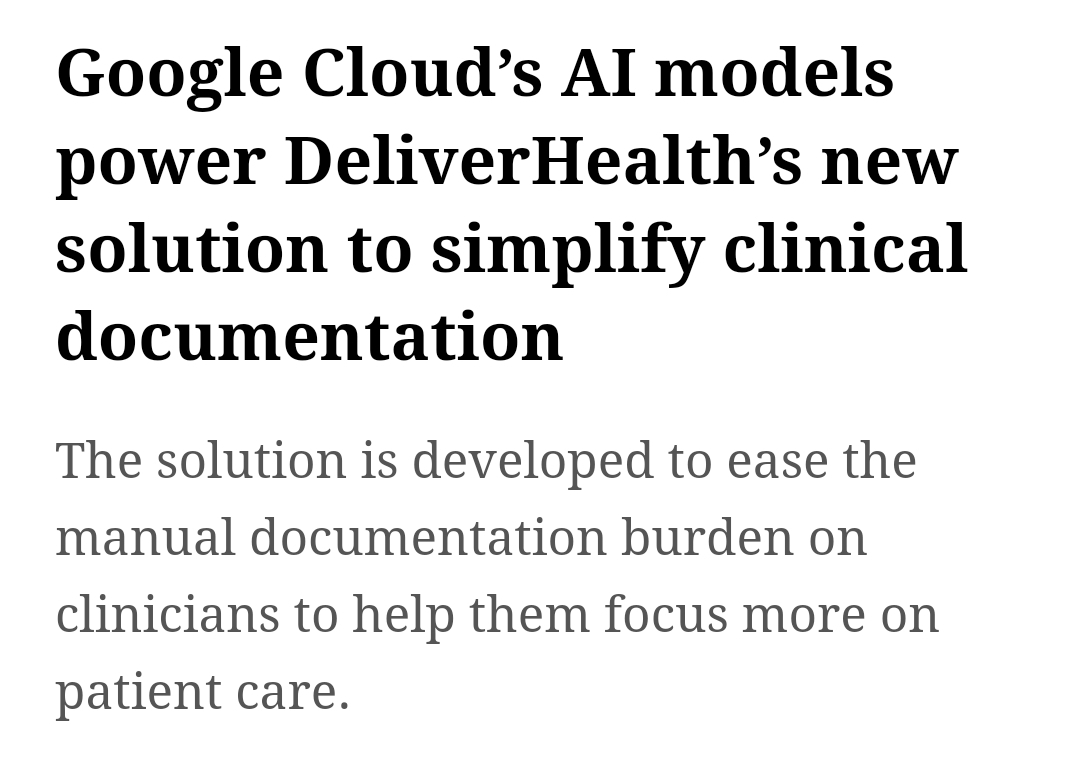 Google Cloud’s AI models
power DeliverHealth’s new
solution to simplify clinical
documentation
The solution is developed to ease the
manual documentation burden on
clinicians to help them focus more on
patient care.